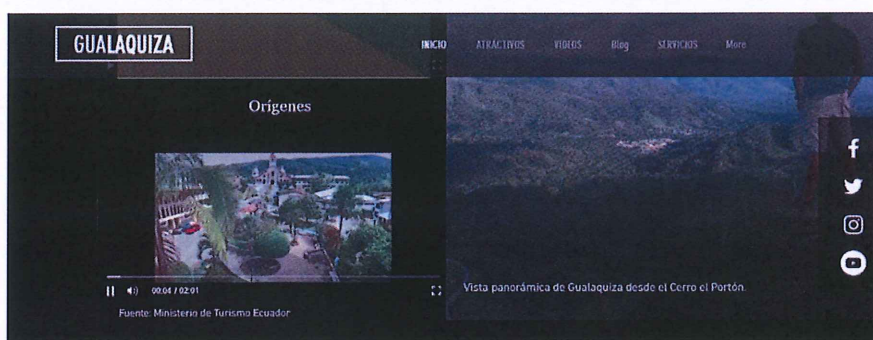 GUALAQUIZA
INICIO ATRÁCTIVOS VIDEOS Blog SERVICIOS More
Orígenes
00:04 / 02:01
Fuente: Ministerio de Turismo Ecuador
Vista panorámica de Gualaquiza desde el Cerro el Portón.